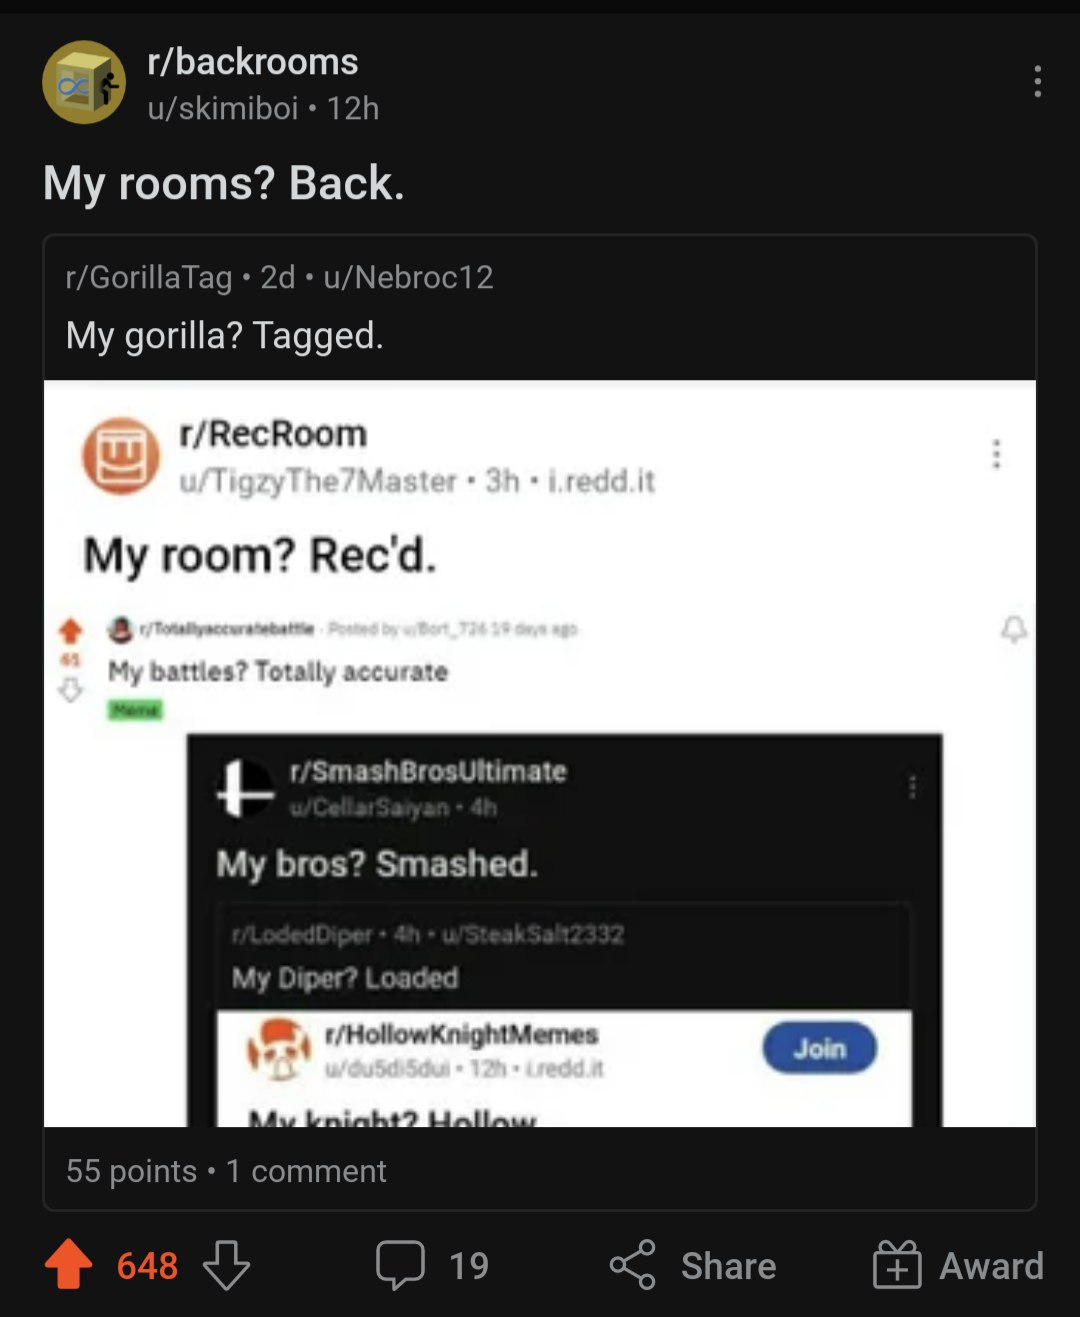 r/backrooms
u/skimiboi • 12h
My rooms? Back.
r/GorillaTag • 2d • u/Nebroc12
My gorilla? Tagged.
r/RecRoom
u/TigzyThe7Master • 3h • i.redd.it
My room? Rec'd.
r/Totallyaccuratebattle · Posted by u/Bort_726 19 days ago
My battles? Totally accurate
Meme
r/SmashBrosUltimate
u/CellarSaiyan • 4h
My bros? Smashed.
r/LodedDiper • 4h • u/SteakSalt2332
My Diper? Loaded
r/HollowKnightMemes
Join
u/du5di5dui • 12h • i.redd.it
My knight? Hollow
55 points • 1 comment
648
19
Share
Award